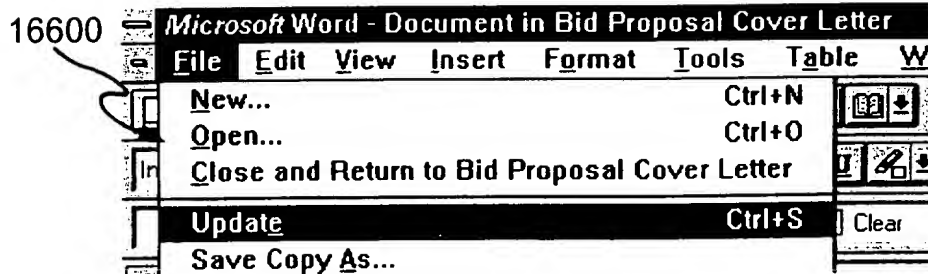 16600
Microsoft Word - Document in Bid Proposal Cover Letter
File Edit View Insert Format Tools Table W
New... Ctrl+N
Open... Ctrl+O
In
Close and Return to Bid Proposal Cover Letter
Update Ctrl+S Clear
Save Copy As...